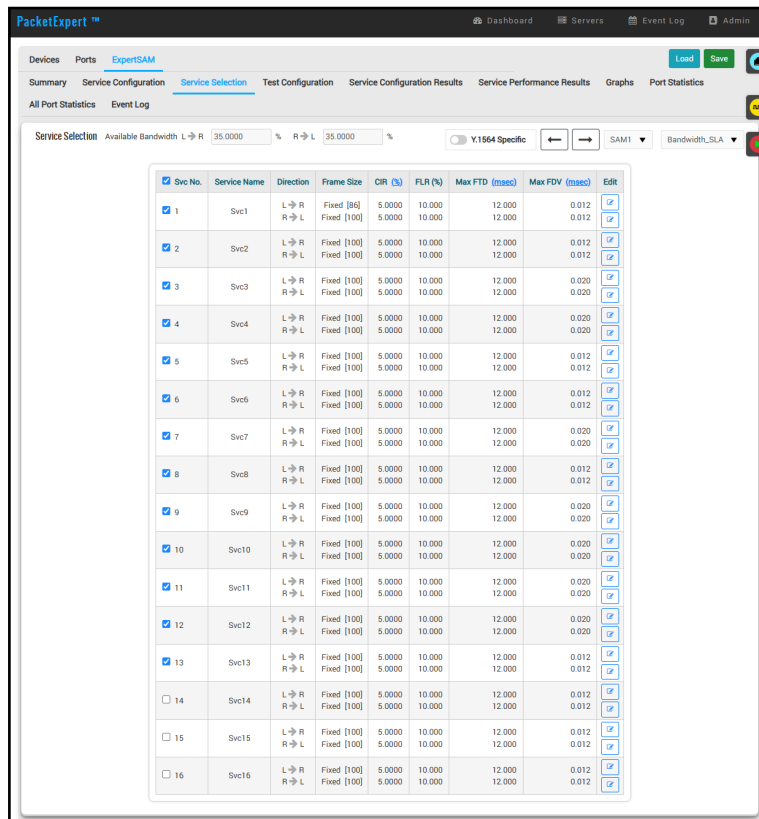 PacketExpert ™ Dashboard Servers Event Log Admin
Devices Ports ExpertSAM Load Save
Summary Service Configuration Service Selection Test Configuration Service Configuration Results Service Performance Results Graphs Port Statistics
All Port Statistics Event Log
Service Selection Available Bandwidth L → R 35.0000 % R → L 35.0000 % Y.1564 Specific ← → SAM1 ▼ Bandwidth_SLA ▼
Svc No. Service Name Direction Frame Size CIR (%) FLR (%) Max FTD (msec) Max FDV (msec) Edit
L → R Fixed [86] 5.0000 10.000 12.000 0.012
1 Svc1
R → L Fixed [100] 5.0000 10.000 12.000 0.012
L → R Fixed [100] 5.0000 10.000 12.000 0.012
2 Svc2
R → L Fixed [100] 5.0000 10.000 12.000 0.012
L → R Fixed [100] 5.0000 10.000 12.000 0.020
3 Svc3
R → L Fixed [100] 5.0000 10.000 12.000 0.020
L → R Fixed [100] 5.0000 10.000 12.000 0.020
4 Svc4
R → L Fixed [100] 5.0000 10.000 12.000 0.020
L → R Fixed [100] 5.0000 10.000 12.000 0.012
5 Svc5
R → L Fixed [100] 5.0000 10.000 12.000 0.012
L → R Fixed [100] 5.0000 10.000 12.000 0.012
6 Svc6
R → L Fixed [100] 5.0000 10.000 12.000 0.012
L → R Fixed [100] 5.0000 10.000 12.000 0.020
7 Svc7
R → L Fixed [100] 5.0000 10.000 12.000 0.020
L → R Fixed [100] 5.0000 10.000 12.000 0.012
8 Svc8
R → L Fixed [100] 5.0000 10.000 12.000 0.012
L → R Fixed [100] 5.0000 10.000 12.000 0.020
9 Svc9
R → L Fixed [100] 5.0000 10.000 12.000 0.020
L → R Fixed [100] 5.0000 10.000 12.000 0.020
10 Svc10
R → L Fixed [100] 5.0000 10.000 12.000 0.020
L → R Fixed [100] 5.0000 10.000 12.000 0.020
11 Svc11
R → L Fixed [100] 5.0000 10.000 12.000 0.020
L → R Fixed [100] 5.0000 10.000 12.000 0.020
12 Svc12
R → L Fixed [100] 5.0000 10.000 12.000 0.020
L → R Fixed [100] 5.0000 10.000 12.000 0.012
13 Svc13
R → L Fixed [100] 5.0000 10.000 12.000 0.012
L → R Fixed [100] 5.0000 10.000 12.000 0.012
14 Svc14
R → L Fixed [100] 5.0000 10.000 12.000 0.012
L → R Fixed [100] 5.0000 10.000 12.000 0.012
15 Svc15
R → L Fixed [100] 5.0000 10.000 12.000 0.012
L → R Fixed [100] 5.0000 10.000 12.000 0.012
16 Svc16
R → L Fixed [100] 5.0000 10.000 12.000 0.012